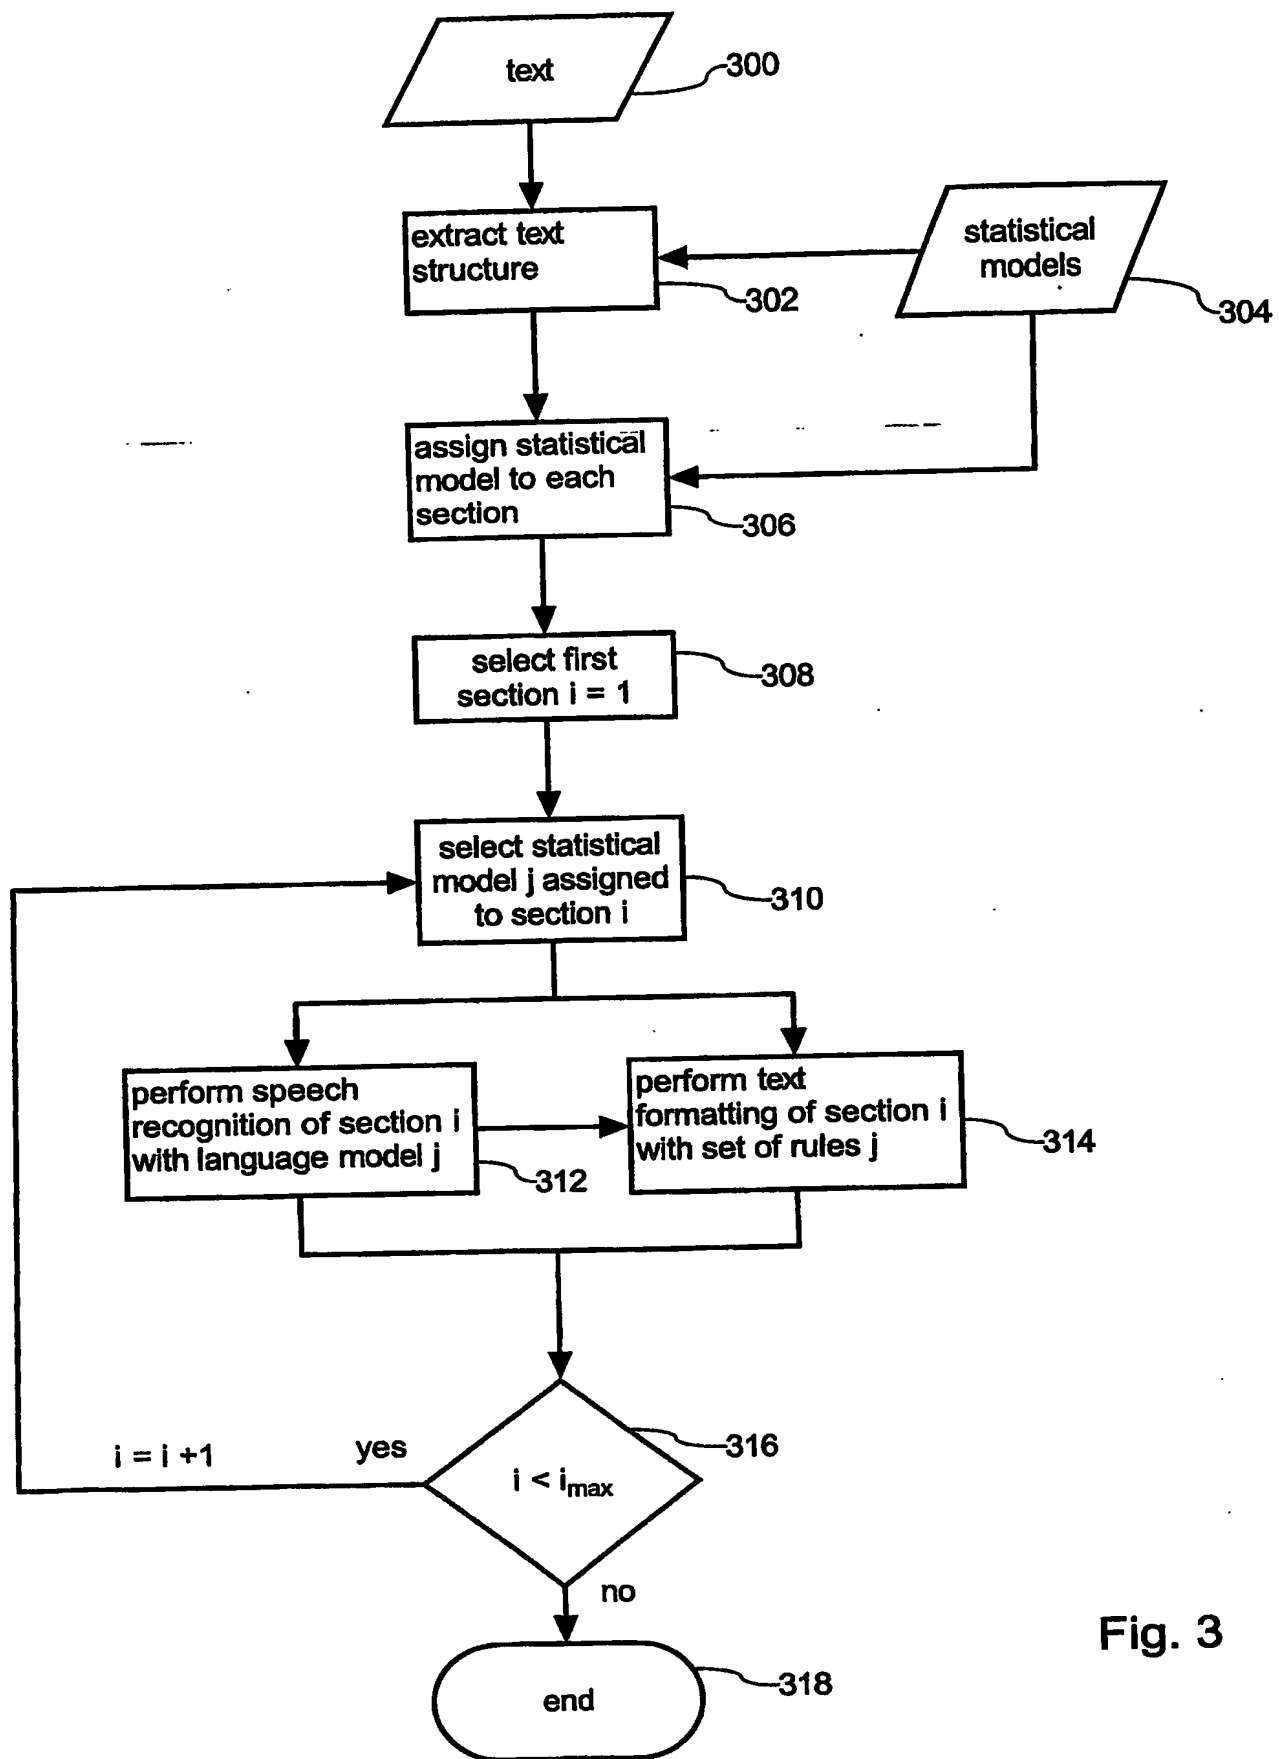 text
300
extract text
structure
302
statistical
models
304
assign statistical
model to each
section
306
select first
section i = 1
308
select statistical
model j assigned
to section i
310
perform speech
recognition of section i
with language model j
312
perform text
formatting of section i
with set of rules j
314
i = i +1
yes
i < imax
316
no
end
318
Fig. 3